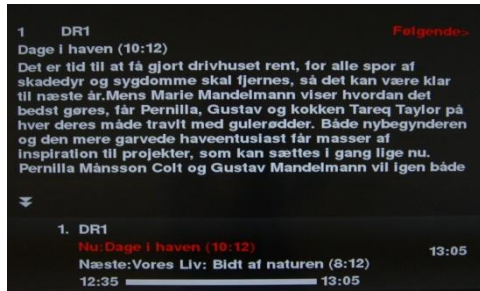 1 DR1 Følgende>
Dage i haven (10:12)
Det er tid til at få gjort drivhuset rent, for alle spor af
skadedyr og sygdomme skal fjernes, så det kan være klar
til næste år.Mens Marie Mandelmann viser hvordan det
bedst gøres, får Pernilla, Gustav og kokken Tareq Taylor på
hver deres måde travlt med gulerødder. Både nybegynderen
og den mere garvede haveentusiast får masser af
inspiration til projekter, som kan sættes i gang lige nu.
Pernilla Månsson Colt og Gustav Mandelmann vil igen både
1. DR1
Nu:Dage i haven (10:12) 13:05
Næste:Vores Liv: Bidt af naturen (8:12)
12:35 13:05